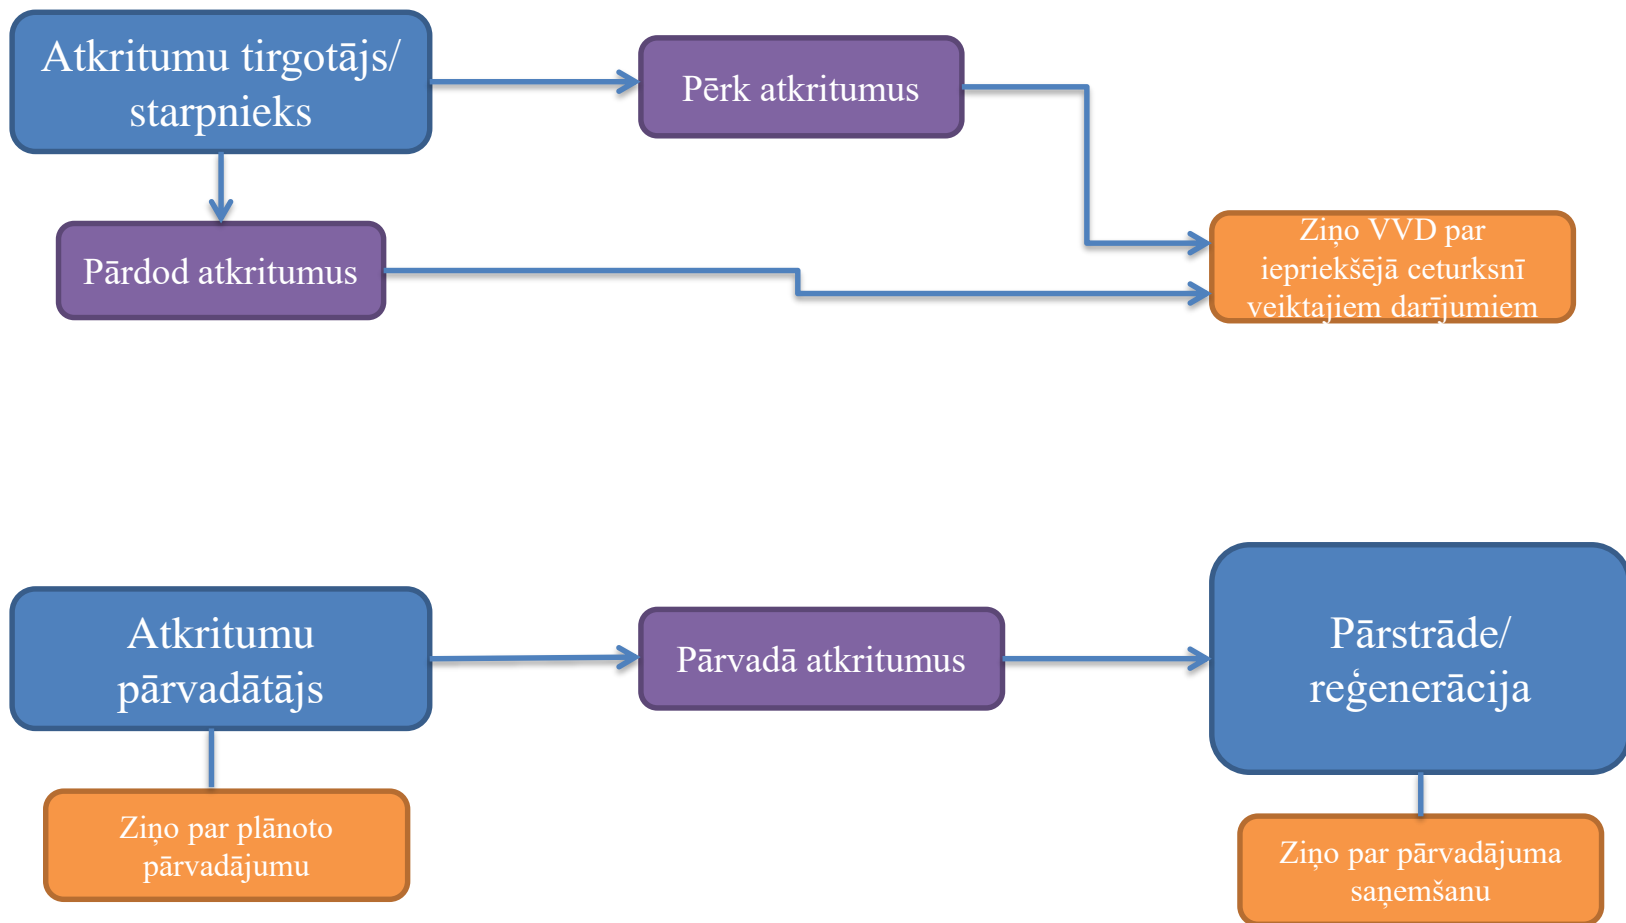 Atkritumu tirgotājs/
starpnieks
Pērk atkritumus
Pārdod atkritumus
Ziņo VVD par
iepriekšējā ceturksnī
veiktajiem darījumiem
Atkritumu
pārvadātājs
Pārvadā atkritumus
Pārstrāde/
reģenerācija
Ziņo par plānoto
pārvadājumu
Ziņo par pārvadājuma
saņemšanu